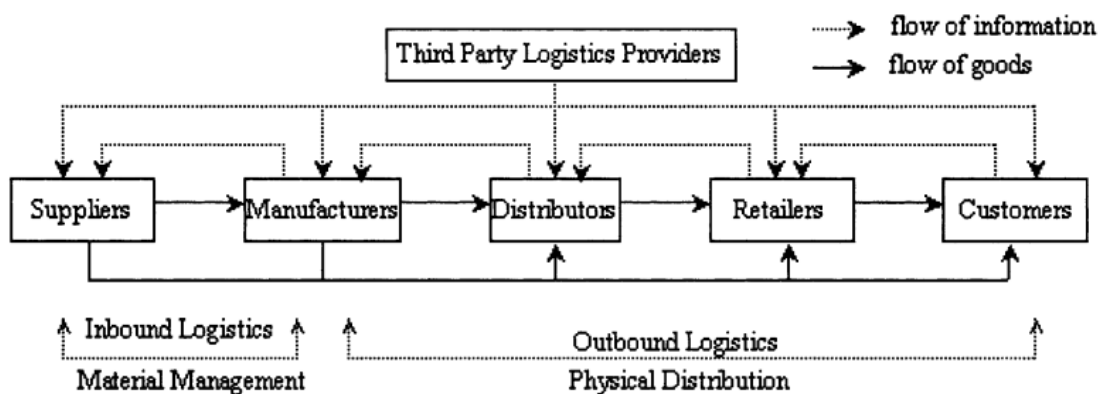 flow of information
Third Party Logistics Providers
flow of goods
Suppliers
Manufacturers
Distributors
Retailers
Customers
Inbound Logistics
Outbound Logistics
Material Management
Physical Distribution